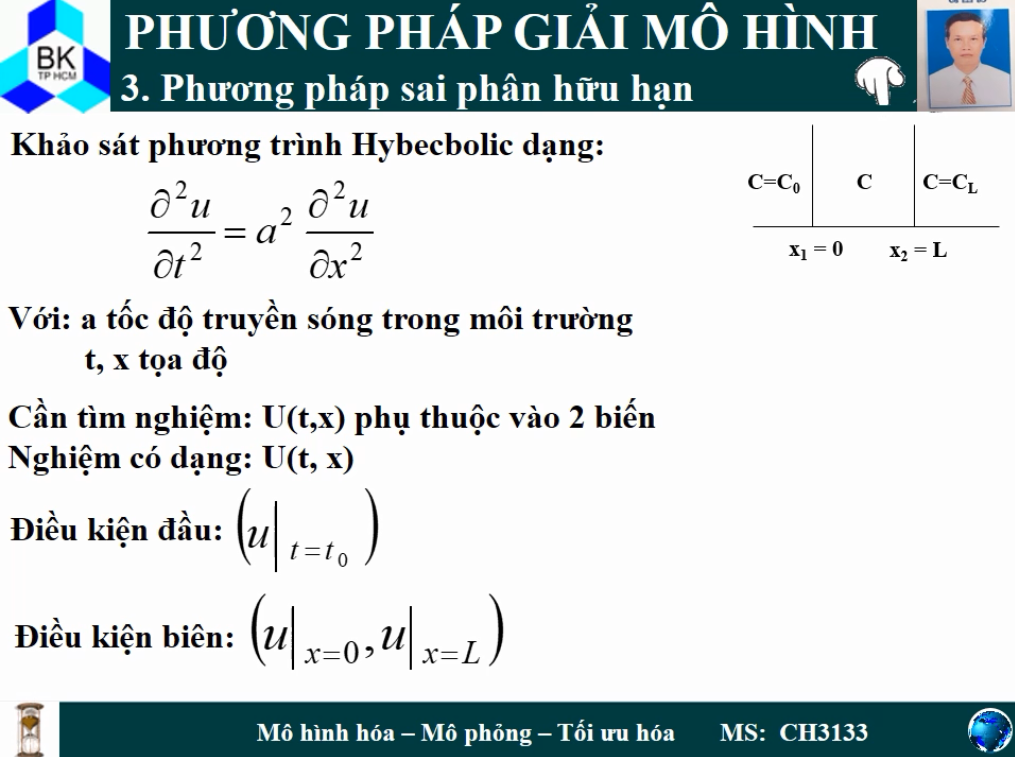 BK
TP HCM
PHƯƠNG PHÁP GIẢI MÔ HÌNH
3. Phương pháp sai phân hữu hạn
Khảo sát phương trình Hybecbolic dạng:
∂²u/∂t² = a² ∂²u/∂x²
C=C₀ C C=C_L
x₁ = 0 x₂ = L
Với: a tốc độ truyền sóng trong môi trường
t, x tọa độ
Cần tìm nghiệm: U(t,x) phụ thuộc vào 2 biến
Nghiệm có dạng: U(t, x)
Điều kiện đầu: (u|t=t₀)
Điều kiện biên: (u|x=0, u|x=L)
Mô hình hóa – Mô phỏng – Tối ưu hóa MS: CH3133